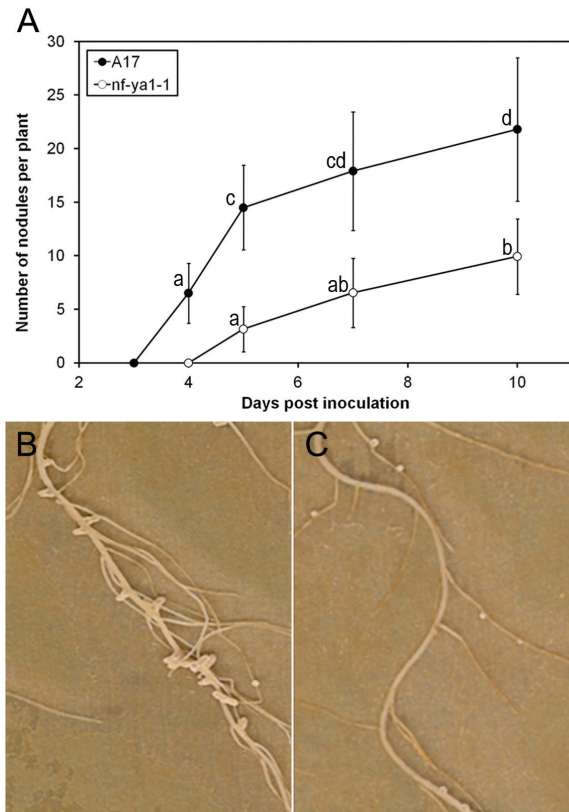 A
30
A17
nf-ya1-1
25
20
15
10
5
0
Number of nodules per plant
a
c
cd
d
a
ab
b
2
4
6
8
10
Days post inoculation
B
C